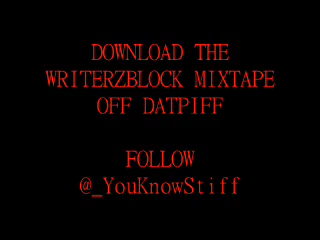 DOWNLOAD THE
WRITERZBLOCK MIXTAPE
OFF DATPIFF
FOLLOW
@_YouKnowStiff